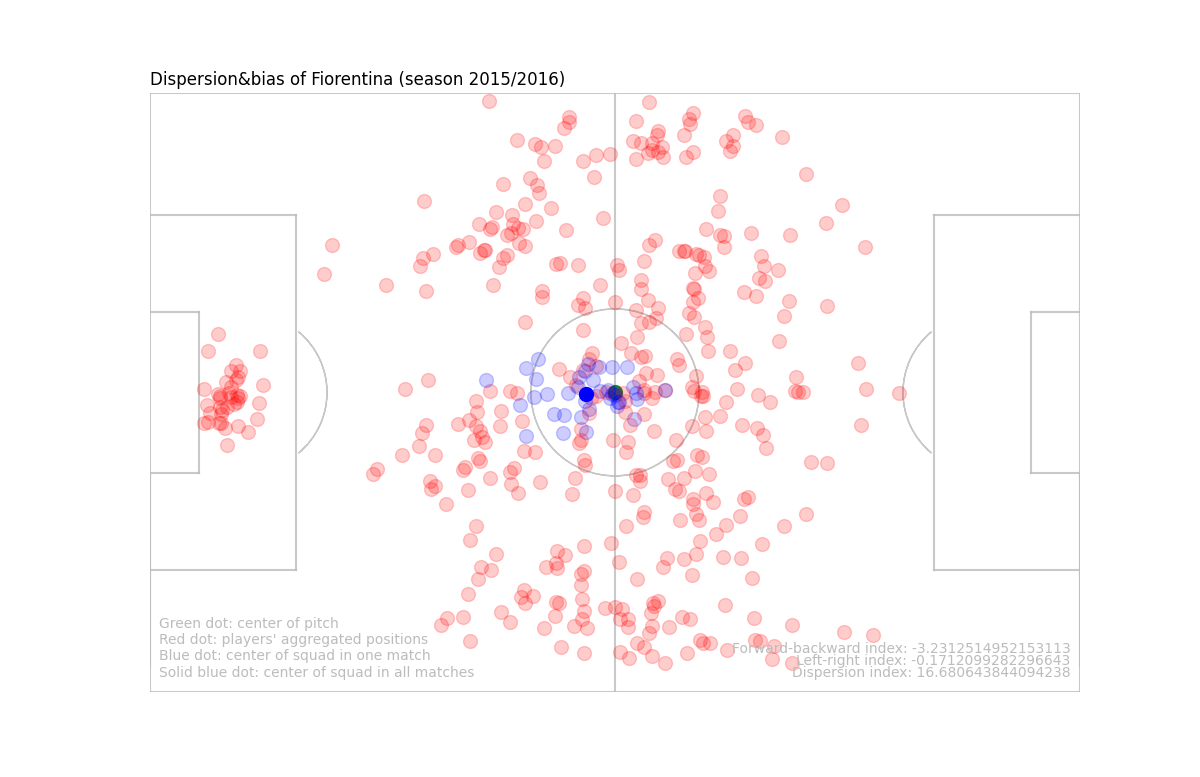 Dispersion&bias of Fiorentina (season 2015/2016)
Green dot: center of pitch
Red dot: players' aggregated positions
Blue dot: center of squad in one match
Solid blue dot: center of squad in all matches
Forward-backward index: -3.2312514952153113
Left-right index: -0.1712099282296643
Dispersion index: 16.680643844094238